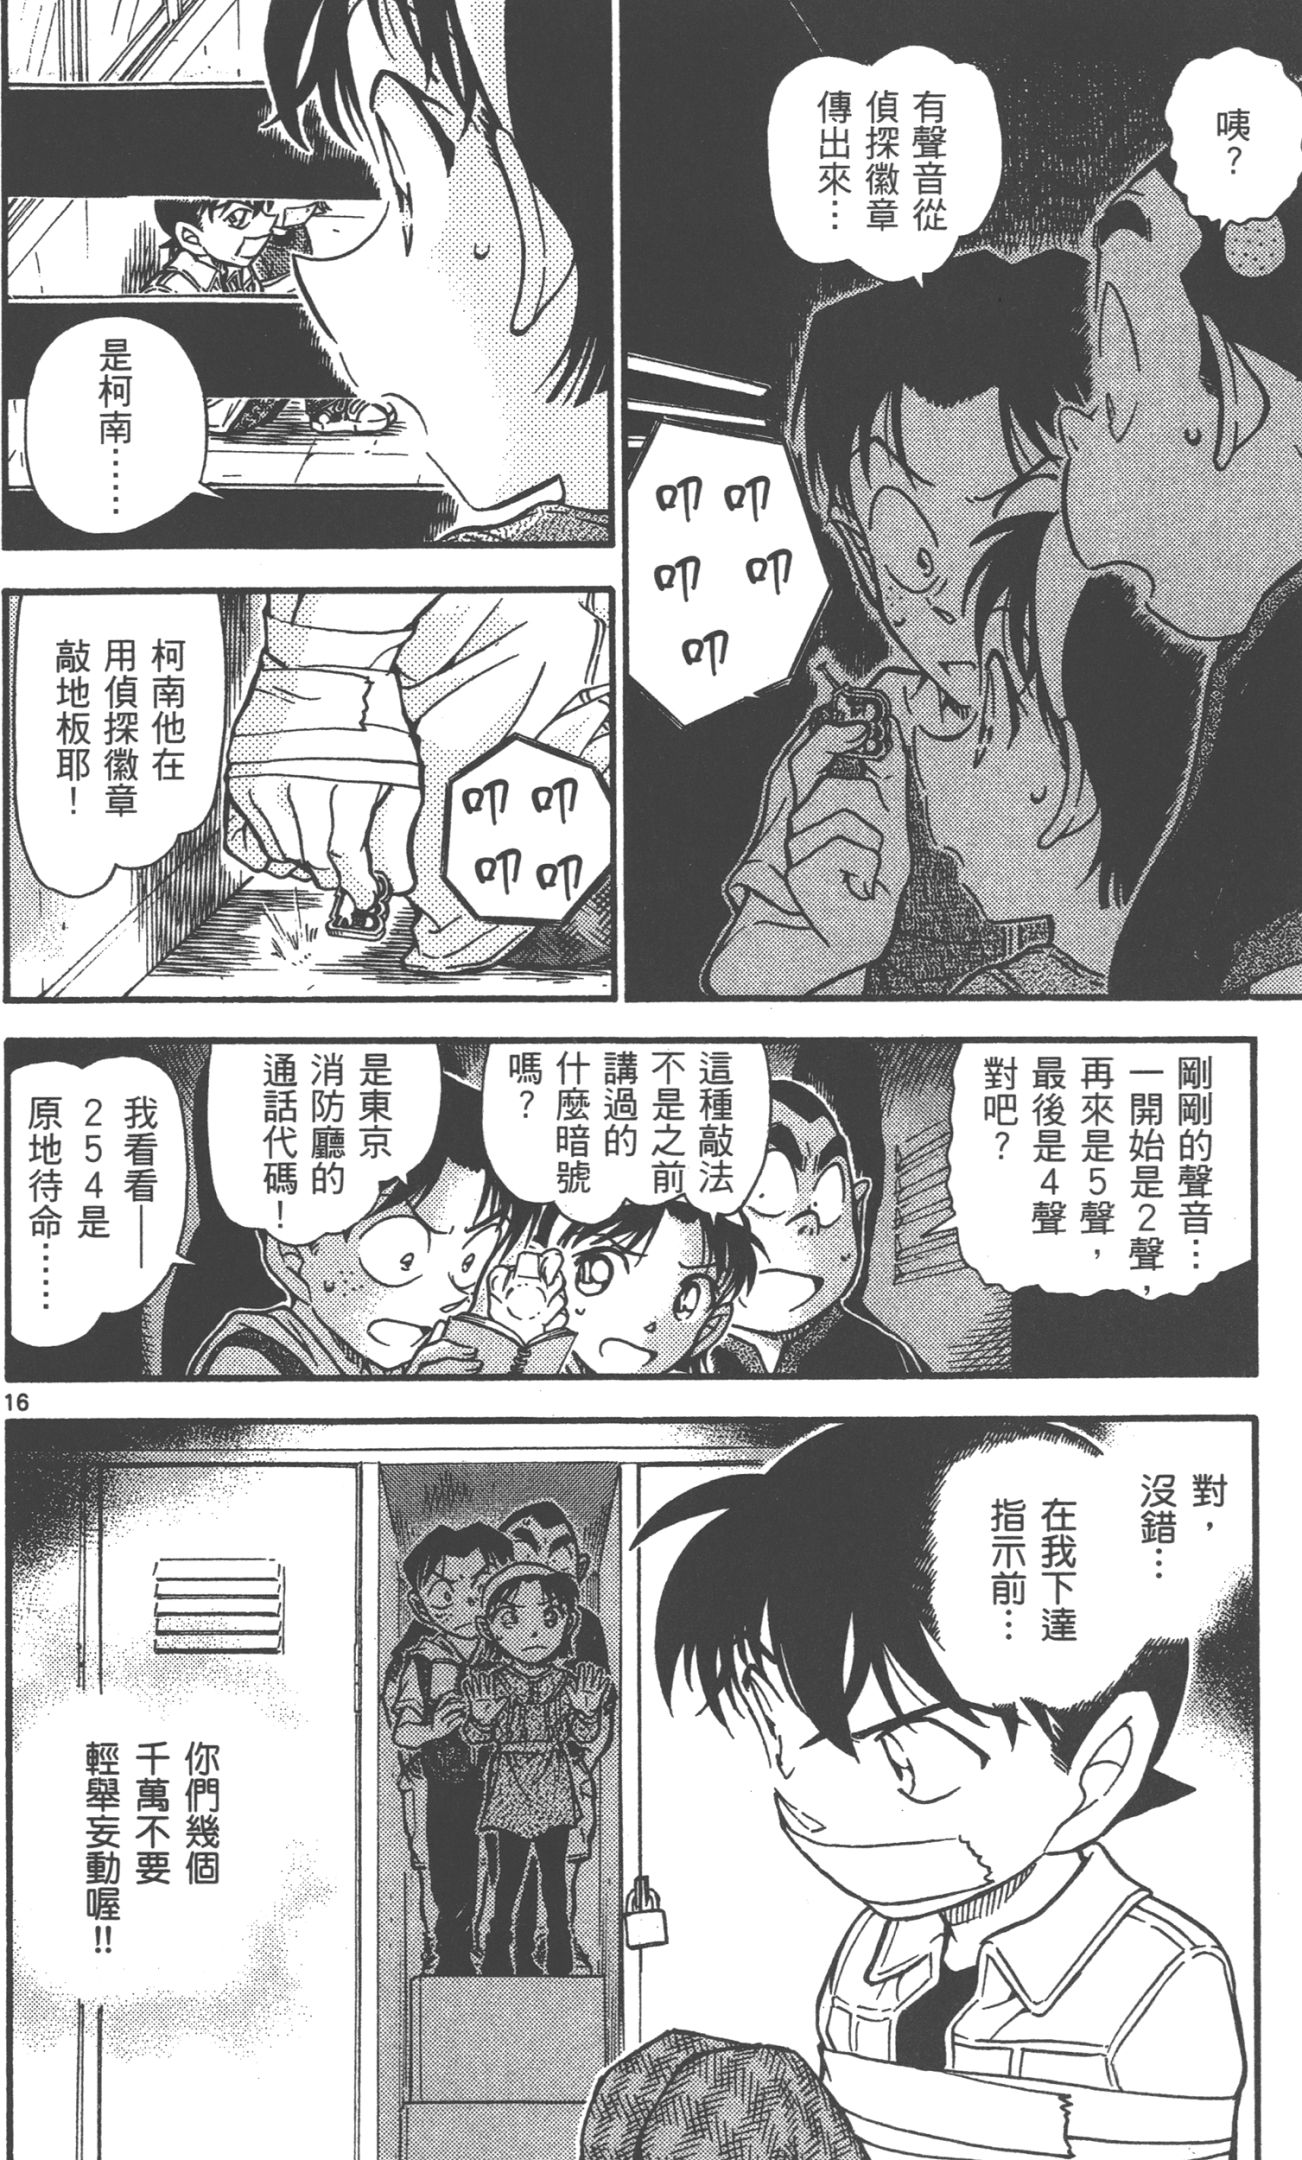 咦？
有聲音從
偵探徽章
傳出來…
叩
叩
叩
叩
叩
是柯南……
柯南他在
用偵探徽章
敲地板耶！
叩
叩
叩
叩
剛剛的聲音…
一開始是2聲，
再來是5聲，
最後是4聲
對吧？
這種敲法
不是之前
講過的
什麼暗號
嗎？
是東京
消防廳的
通話代碼！
我看看—
254是
原地待命……
16
對，
沒錯…
在我下達
指示前…
你們幾個
千萬不要
輕舉妄動喔!!